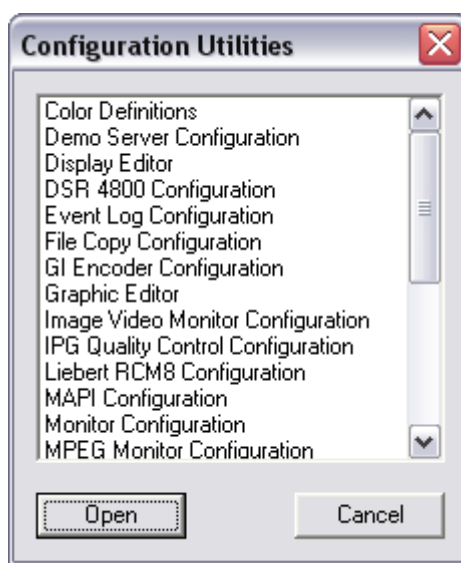 Configuration Utilities
Color Definitions
Demo Server Configuration
Display Editor
DSR 4800 Configuration
Event Log Configuration
File Copy Configuration
GI Encoder Configuration
Graphic Editor
Image Video Monitor Configuration
IPG Quality Control Configuration
Liebert RCM8 Configuration
MAPI Configuration
Monitor Configuration
MPEG Monitor Configuration
Open
Cancel